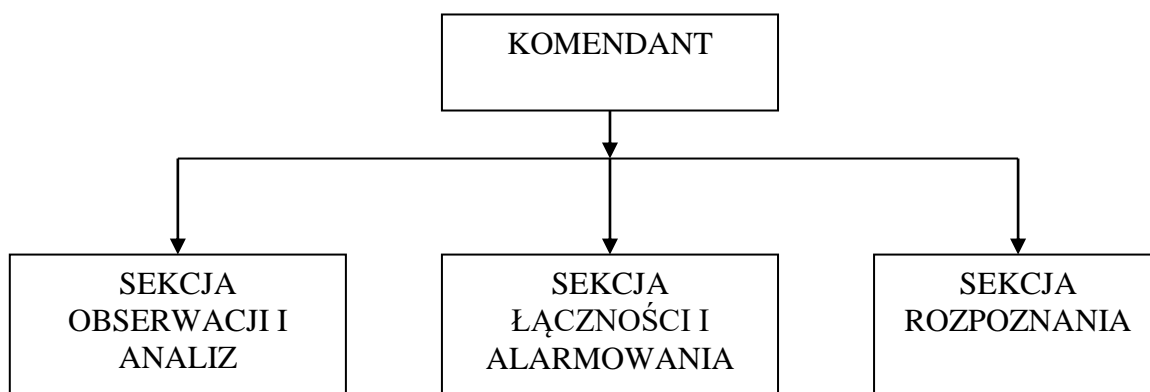 KOMENDANT
SEKCJA
OBSERWACJI I
ANALIZ
SEKCJA
ŁĄCZNOŚCI I
ALARMOWANIA
SEKCJA
ROZPOZNANIA